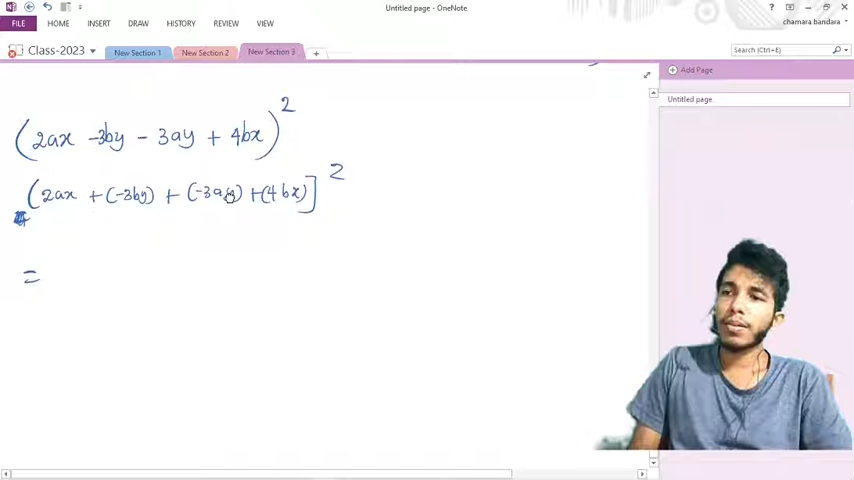 Untitled page - OneNote
FILE HOME INSERT DRAW HISTORY REVIEW VIEW
chamara bandara
Class-2023 New Section 1 New Section 2 New Section 3 +
Search (Ctrl+E)
Add Page
Untitled page
(2ax -3by - 3ay + 4bx)²
(2ax + (-3by) + (-3ay) + (4bx)]²
=